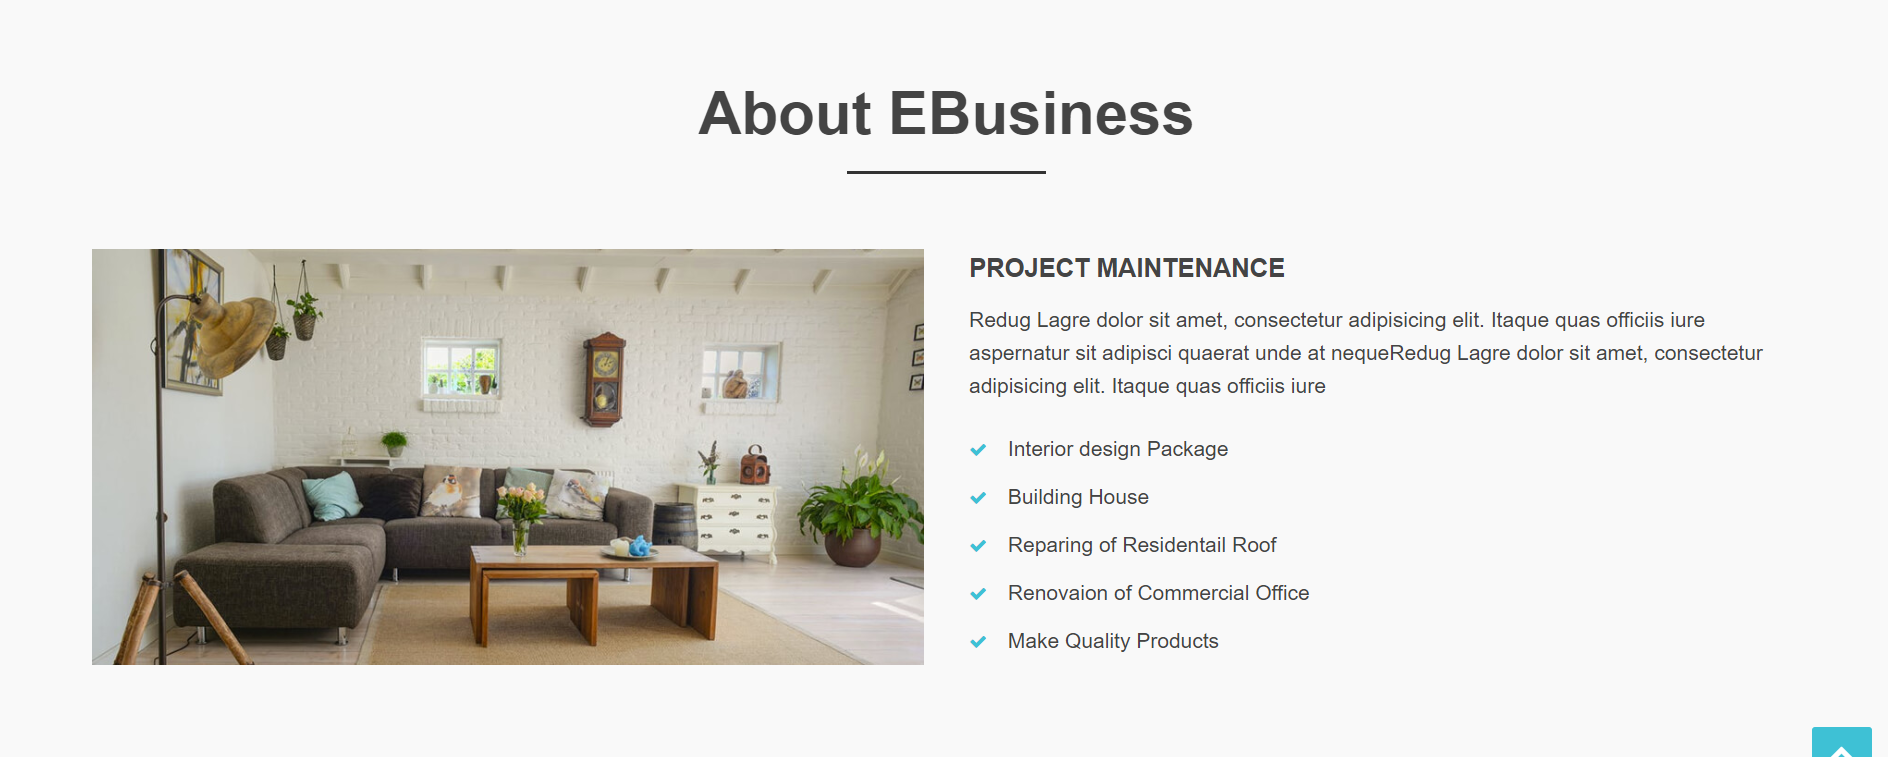 About EBusiness
PROJECT MAINTENANCE
Redug Lagre dolor sit amet, consectetur adipisicing elit. Itaque quas officiis iure
aspernatur sit adipisci quaerat unde at nequeRedug Lagre dolor sit amet, consectetur
adipisicing elit. Itaque quas officiis iure
Interior design Package
Building House
Reparing of Residentail Roof
Renovaion of Commercial Office
Make Quality Products